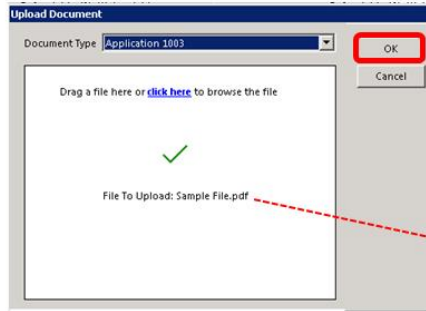 Upload Document
Document Type Application 1003
OK
Cancel
Drag a file here or click here to browse the file
File To Upload: Sample File.pdf